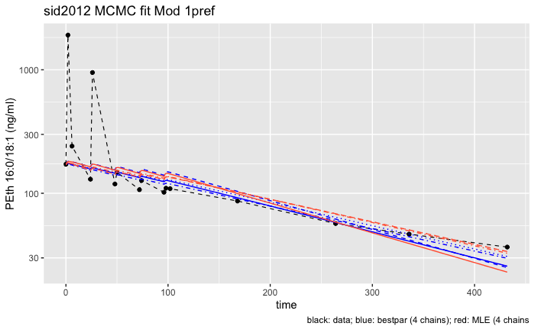 sid2012 MCMC fit Mod 1pref
PEth 16:0/18:1 (ng/ml)
1000
300
100
30
0
100
200
300
400
time
black: data; blue: bestpar (4 chains); red: MLE (4 chains